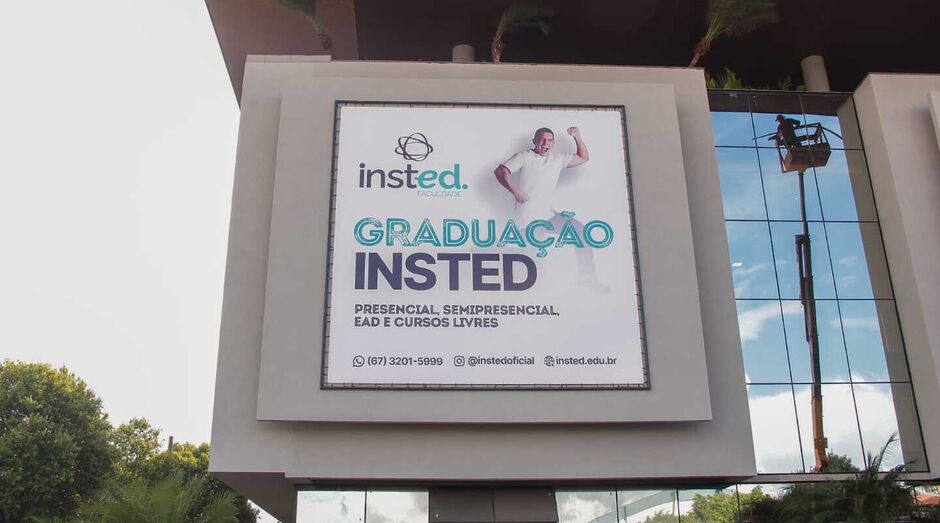 insted.
FACULDADE
GRADUAÇÃO
INSTED
PRESENCIAL, SEMIPRESENCIAL,
EAD E CURSOS LIVRES
(67) 3201-5999 @instedoficial insted.edu.br